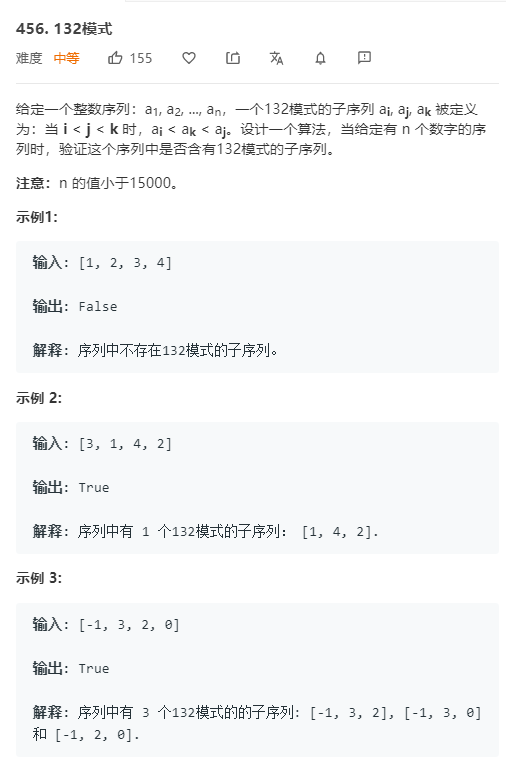 456. 132模式
难度 中等 155
给定一个整数序列：a1, a2, ..., an，一个132模式的子序列 ai, aj, ak 被定义
为：当 i < j < k 时，ai < ak < aj。设计一个算法，当给定有 n 个数字的序
列时，验证这个序列中是否含有132模式的子序列。
注意：n 的值小于15000。
示例1:
输入: [1, 2, 3, 4]
输出: False
解释: 序列中不存在132模式的子序列。
示例 2:
输入: [3, 1, 4, 2]
输出: True
解释: 序列中有 1 个132模式的子序列： [1, 4, 2].
示例 3:
输入: [-1, 3, 2, 0]
输出: True
解释: 序列中有 3 个132模式的的子序列: [-1, 3, 2], [-1, 3, 0]
和 [-1, 2, 0].